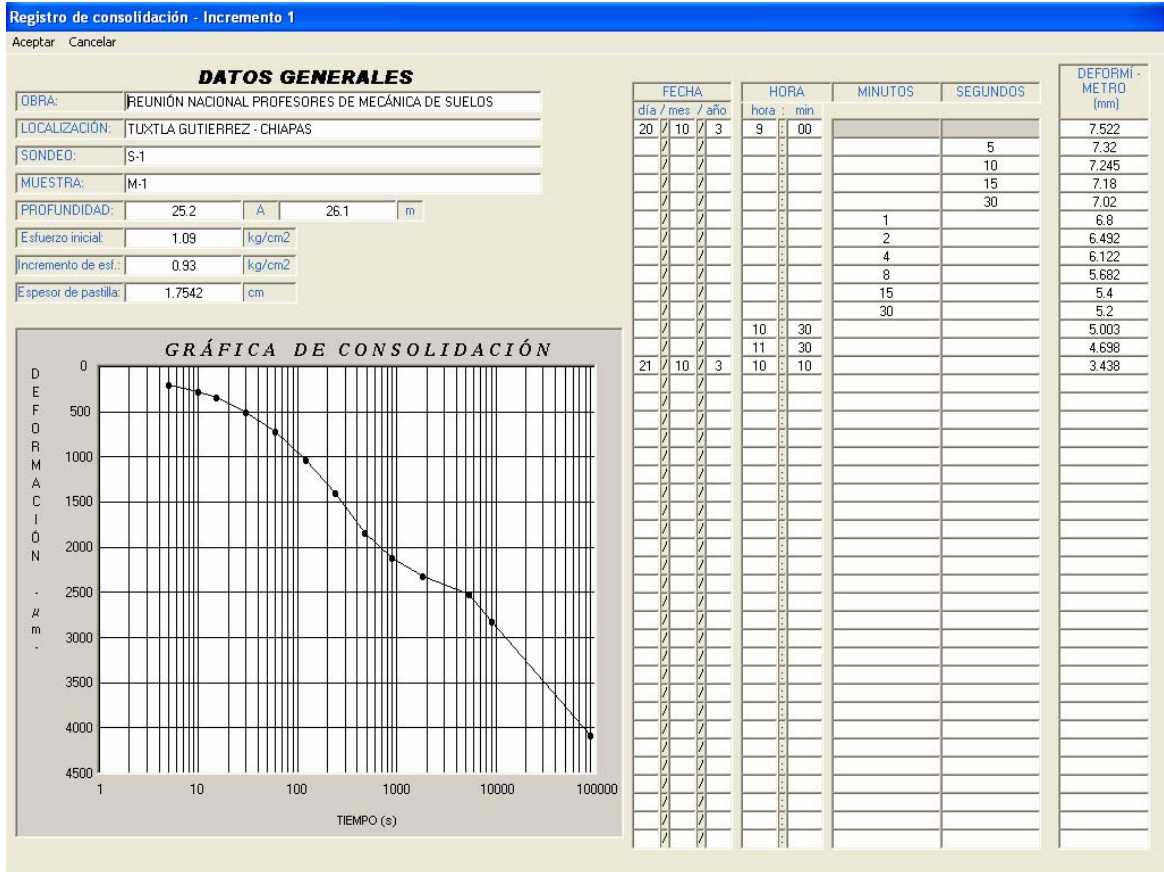 Registro de consolidación - Incremento 1
Aceptar Cancelar
DATOS GENERALES
OBRA: REUNIÓN NACIONAL PROFESORES DE MECÁNICA DE SUELOS
LOCALIZACIÓN: TUXTLA GUTIERREZ - CHIAPAS
SONDEO: S-1
MUESTRA: M-1
PROFUNDIDAD: 25.2 A 26.1 m
Esfuerzo inicial: 1.09 kg/cm2
Incremento de esf.: 0.93 kg/cm2
Espesor de pastilla: 1.7542 cm
GRÁFICA DE CONSOLIDACIÓN
DEFORMACIÓN - μm -
0
500
1000
1500
2000
2500
3000
3500
4000
4500
1 10 100 1000 10000 100000
TIEMPO (s)
FECHA HORA MINUTOS SEGUNDOS DEFORMÍ -
METRO
(mm)
día / mes / año hora : min
20 / 10 / 3 9 : 00 7.522
/ / : 5 7.32
/ / : 10 7.245
/ / : 15 7.18
/ / : 30 7.02
/ / : 1 6.8
/ / : 2 6.492
/ / : 4 6.122
/ / : 8 5.682
/ / : 15 5.4
/ / : 30 5.2
/ / 10 : 30 5.003
/ / 11 : 30 4.698
21 / 10 / 3 10 : 10 3.438